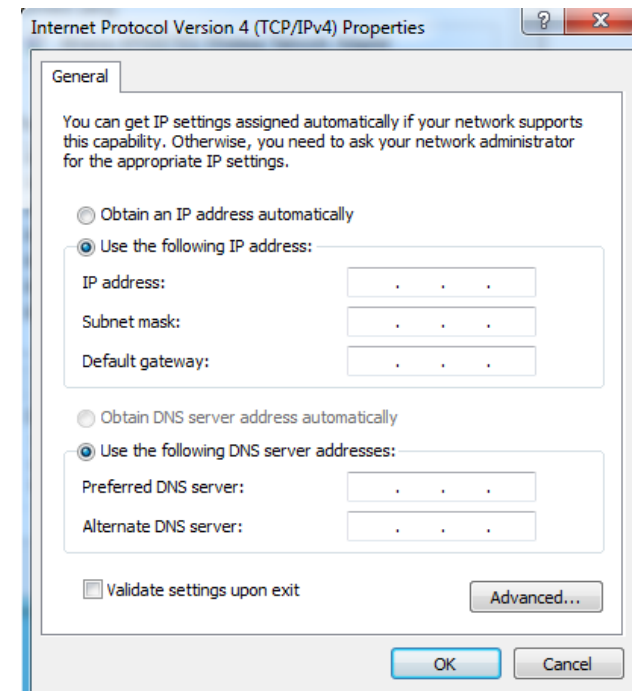 Internet Protocol Version 4 (TCP/IPv4) Properties
General
You can get IP settings assigned automatically if your network supports
this capability. Otherwise, you need to ask your network administrator
for the appropriate IP settings.
Obtain an IP address automatically
Use the following IP address:
IP address: . . .
Subnet mask: . . .
Default gateway: . . .
Obtain DNS server address automatically
Use the following DNS server addresses:
Preferred DNS server: . . .
Alternate DNS server: . . .
Validate settings upon exit
Advanced...
OK Cancel